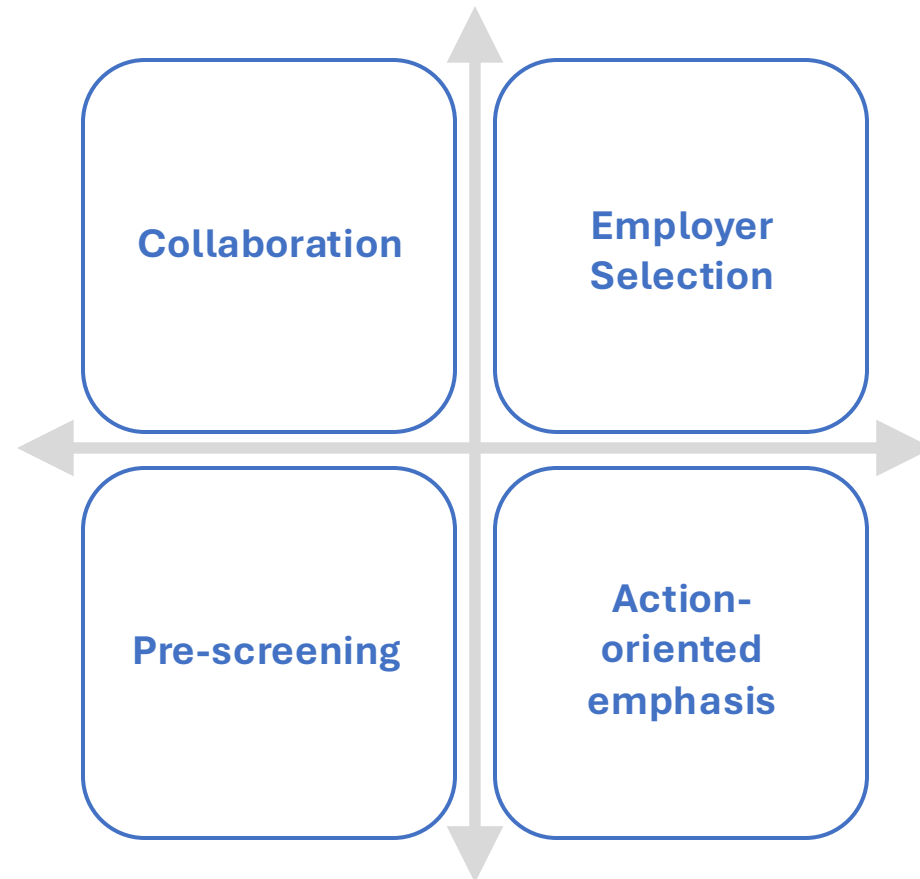 Collaboration
Employer
Selection
Pre-screening
Action-
oriented
emphasis